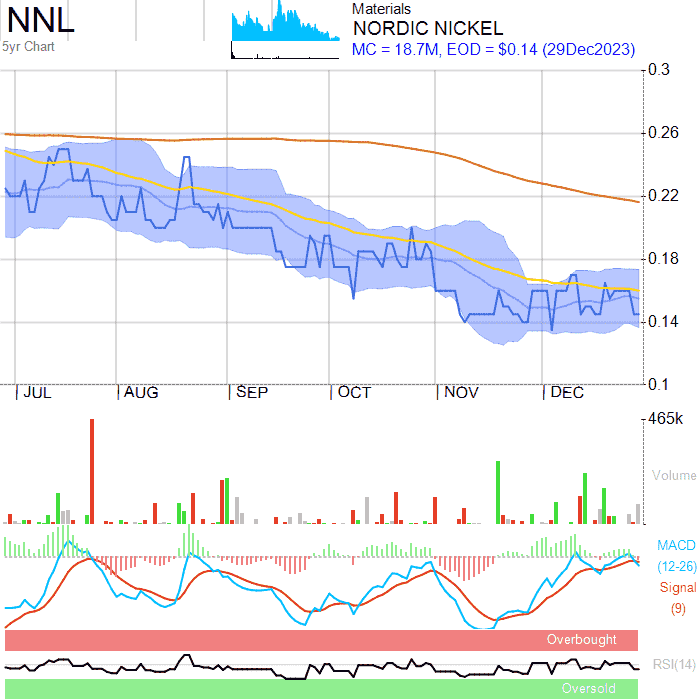 NNL
5yr Chart
Materials
NORDIC NICKEL
MC = 18.7M, EOD = $0.14 (29Dec2023)
0.3
0.26
0.22
0.18
0.14
0.1
JUL AUG SEP OCT NOV DEC
465k
Volume
MACD
(12-26)
Signal
(9)
Overbought
RSI(14)
Oversold